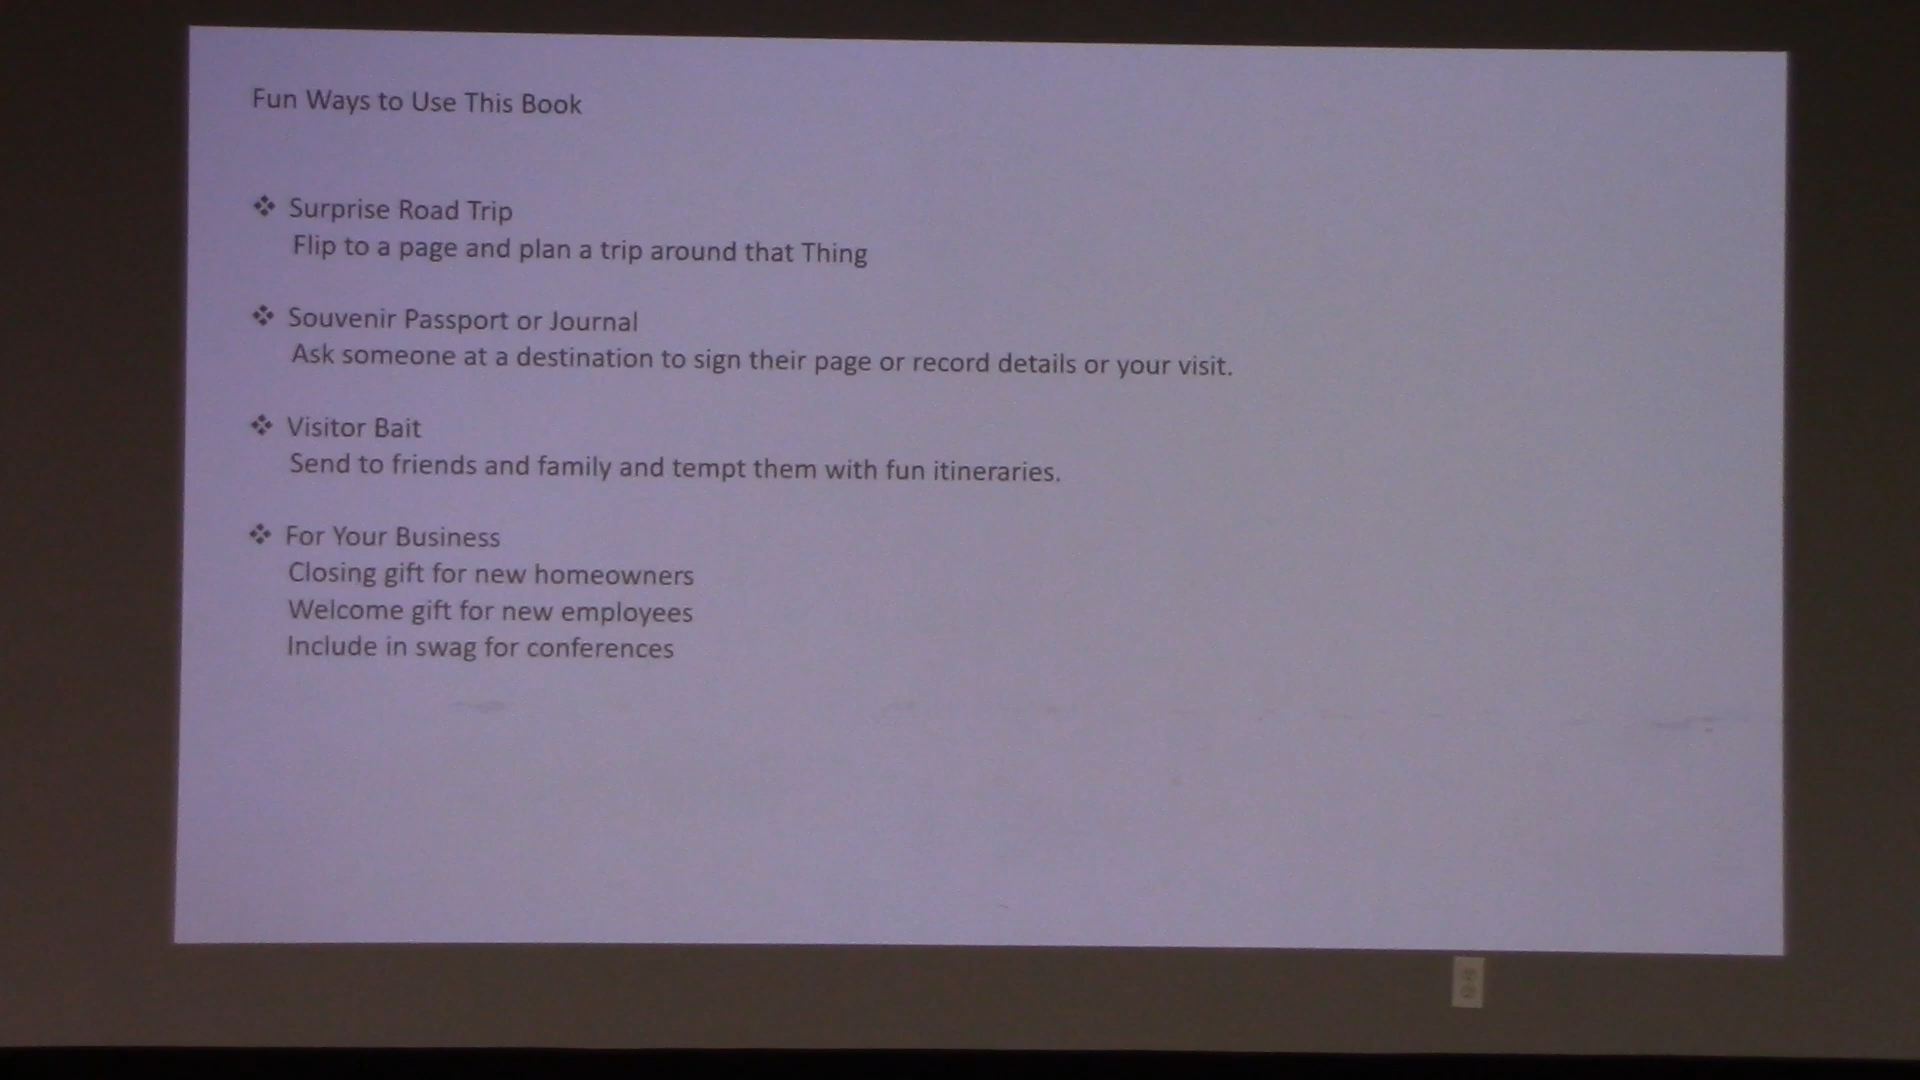 Fun Ways to Use This Book
❖ Surprise Road Trip
Flip to a page and plan a trip around that Thing
❖ Souvenir Passport or Journal
Ask someone at a destination to sign their page or record details or your visit.
❖ Visitor Bait
Send to friends and family and tempt them with fun itineraries.
❖ For Your Business
Closing gift for new homeowners
Welcome gift for new employees
Include in swag for conferences